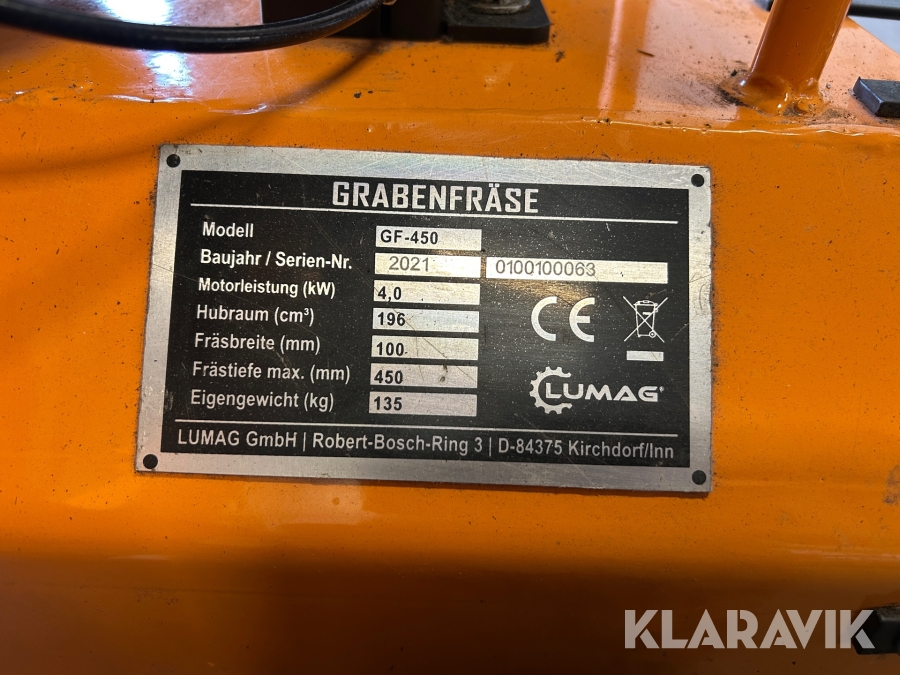 GRABENFRÄSE
Modell GF-450
Baujahr / Serien-Nr. 2021 0100100063
Motorleistung (kW) 4,0
Hubraum (cm³) 196
Fräsbreite (mm) 100
Frästiefe max. (mm) 450
Eigengewicht (kg) 135
CE
LUMAG®
LUMAG GmbH | Robert-Bosch-Ring 3 | D-84375 Kirchdorf/Inn
KLARAVIK